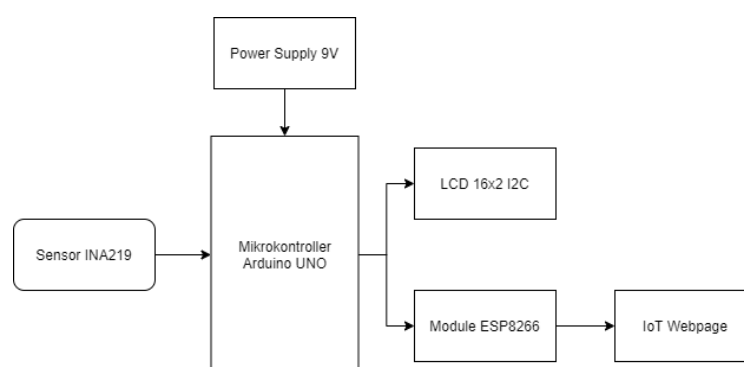 Power Supply 9V
LCD 16x2 I2C
Sensor INA219
Mikrokontroller
Arduino UNO
Module ESP8266
IoT Webpage